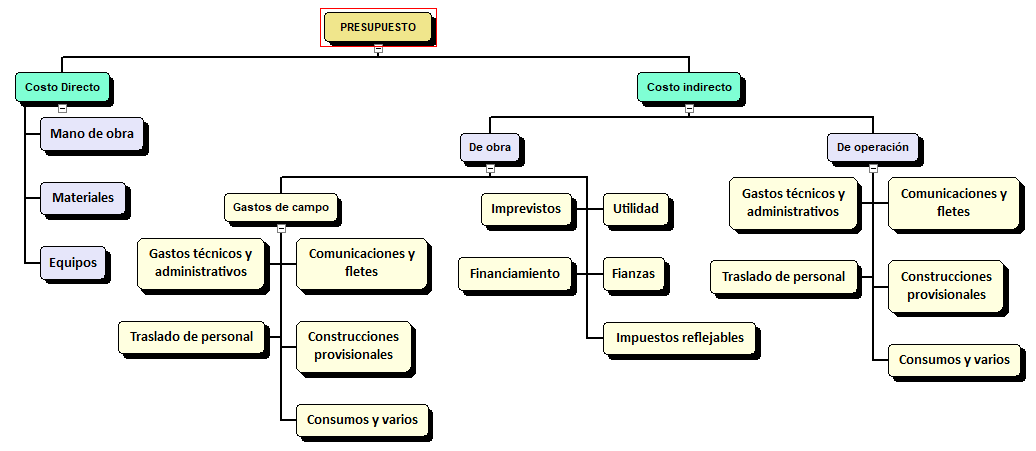 PRESUPUESTO
Costo Directo
Costo indirecto
Mano de obra
Materiales
Equipos
De obra
De operación
Gastos de campo
Gastos técnicos y
administrativos
Comunicaciones y
fletes
Traslado de personal
Construcciones
provisionales
Consumos y varios
Imprevistos
Utilidad
Financiamiento
Fianzas
Impuestos reflejables
Gastos técnicos y
administrativos
Comunicaciones y
fletes
Traslado de personal
Construcciones
provisionales
Consumos y varios